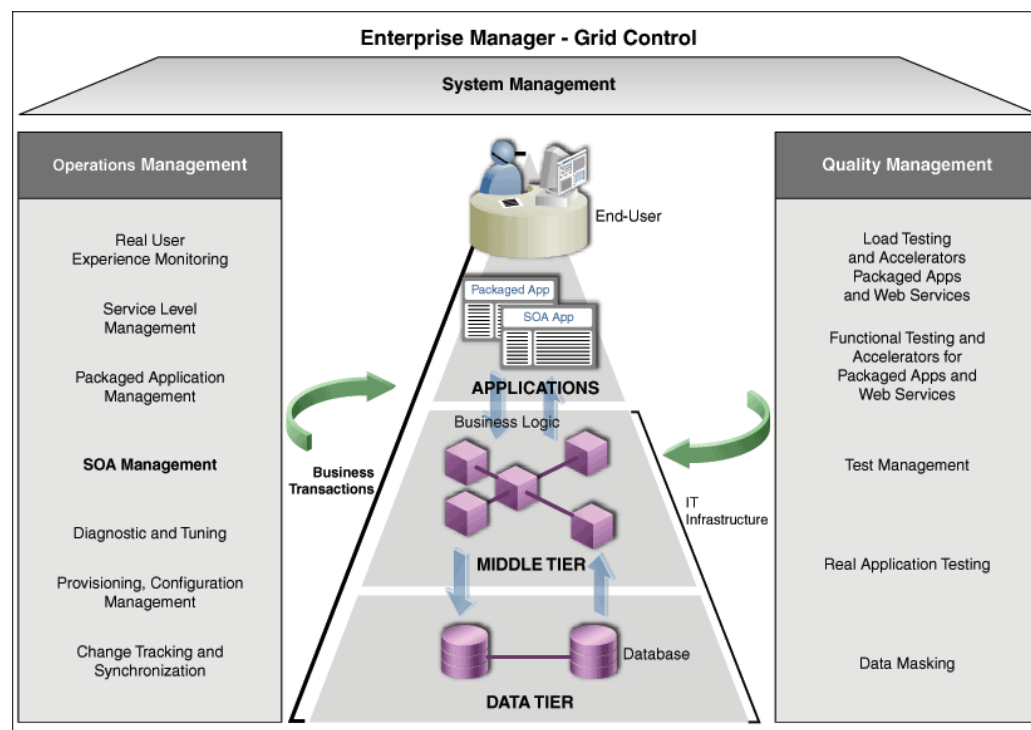 Enterprise Manager - Grid Control
System Management
Operations Management
Real User
Experience Monitoring
Service Level
Management
Packaged Application
Management
SOA Management
Diagnostic and Tuning
Provisioning, Configuration
Management
Change Tracking and
Synchronization
End-User
Packaged App
SOA App
APPLICATIONS
Business Logic
Business
Transactions
IT
Infrastructure
MIDDLE TIER
Database
DATA TIER
Quality Management
Load Testing
and Accelerators
Packaged Apps
and Web Services
Functional Testing and
Accelerators for
Packaged Apps and
Web Services
Test Management
Real Application Testing
Data Masking